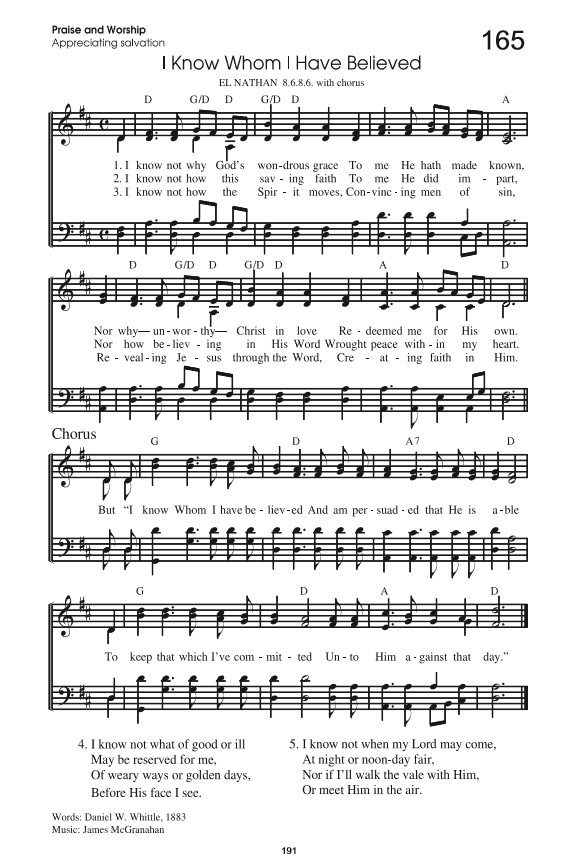 Praise and Worship
Appreciating salvation
165
I Know Whom I Have Believed
EL NATHAN 8.6.8.6. with chorus
D G/D D G/D D A
1. I know not why God's won-drous grace To me He hath made known,
2. I know not how this sav-ing faith To me He did im-part,
3. I know not how the Spir-it moves, Con-vinc-ing men of sin,
D G/D D G/D D A D
Nor why— un-wor-thy— Christ in love Re-deemed me for His own.
Nor how be-liev-ing in His Word Wrought peace with-in my heart.
Re-veal-ing Je-sus through the Word, Cre-at-ing faith in Him.
Chorus
G D A7 D
But “I know Whom I have be-liev-ed And am per-suad-ed that He is a-ble
G D A D
To keep that which I've com-mit-ted Un-to Him a-gainst that day.”
4. I know not what of good or ill
May be reserved for me,
Of weary ways or golden days,
Before His face I see.
5. I know not when my Lord may come,
At night or noon-day fair,
Nor if I'll walk the vale with Him,
Or meet Him in the air.
Words: Daniel W. Whittle, 1883
Music: James McGranahan
191